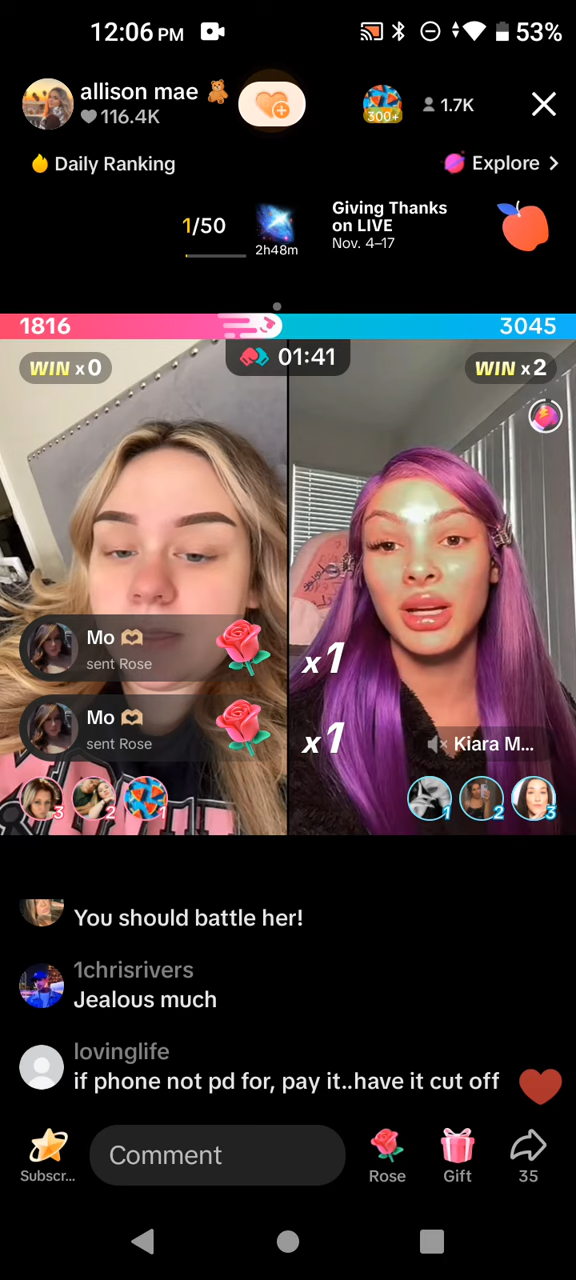 12:06 PM
53%
allison mae
116.4K
300+
1.7K
Daily Ranking
Explore >
1/50
2h48m
Giving Thanks
on LIVE
Nov. 4–17
1816
3045
WIN x0
01:41
WIN x2
Mo
sent Rose
x1
Mo
sent Rose
x1
Kiara M...
3
2
1
1
2
3
You should battle her!
1chrisrivers
Jealous much
lovinglife
if phone not pd for, pay it..have it cut off
Subscr...
Comment
Rose
Gift
35